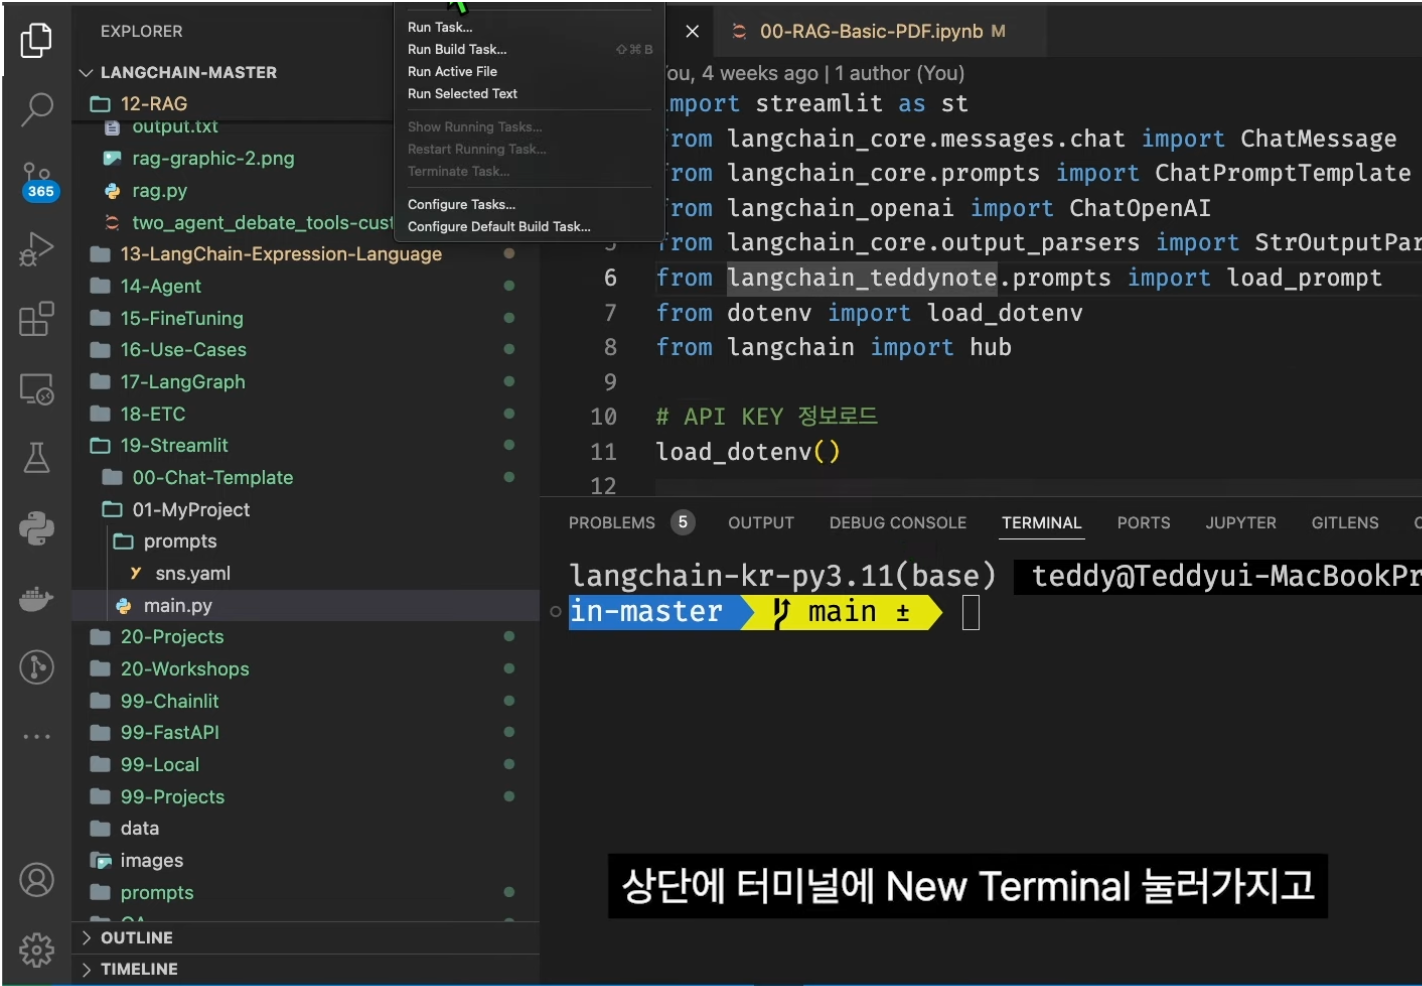 EXPLORER
LANGCHAIN-MASTER
12-RAG
output.txt
rag-graphic-2.png
rag.py
two_agent_debate_tools-cust
13-LangChain-Expression-Language
14-Agent
15-FineTuning
16-Use-Cases
17-LangGraph
18-ETC
19-Streamlit
00-Chat-Template
01-MyProject
prompts
sns.yaml
main.py
20-Projects
20-Workshops
99-Chainlit
99-FastAPI
99-Local
99-Projects
data
images
prompts
OUTLINE
TIMELINE
365
Run Task...
Run Build Task... ⇧⌘B
Run Active File
Run Selected Text
Show Running Tasks...
Restart Running Task...
Terminate Task...
Configure Tasks...
Configure Default Build Task...
00-RAG-Basic-PDF.ipynb M
ou, 4 weeks ago | 1 author (You)
mport streamlit as st
rom langchain_core.messages.chat import ChatMessage
rom langchain_core.prompts import ChatPromptTemplate
rom langchain_openai import ChatOpenAI
5 rom langchain_core.output_parsers import StrOutputPar
6 from langchain_teddynote.prompts import load_prompt
7 from dotenv import load_dotenv
8 from langchain import hub
9
10 # API KEY 정보로드
11 load_dotenv()
12
PROBLEMS 5 OUTPUT DEBUG CONSOLE TERMINAL PORTS JUPYTER GITLENS
langchain-kr-py3.11(base) teddy@Teddyui-MacBookPr
in-master main ±
상단에 터미널에 New Terminal 눌러가지고